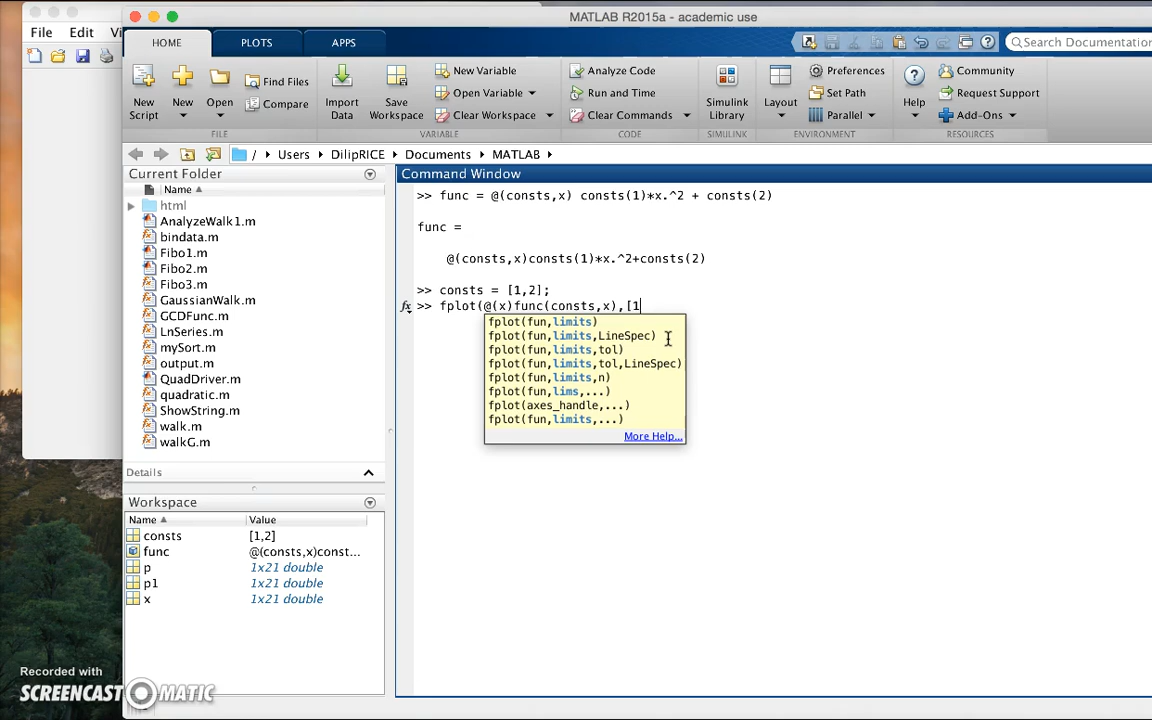 MATLAB R2015a - academic use
File Edit Vi
HOME PLOTS APPS
Search Documentation
New Script
New
Open
Find Files
Compare
FILE
Import Data
Save Workspace
New Variable
Open Variable
Clear Workspace
VARIABLE
Analyze Code
Run and Time
Clear Commands
CODE
Simulink Library
SIMULINK
Layout
Preferences
Set Path
Parallel
ENVIRONMENT
Help
Community
Request Support
Add-Ons
RESOURCES
/ Users DilipRICE Documents MATLAB
Current Folder
Name
html
AnalyzeWalk1.m
bindata.m
Fibo1.m
Fibo2.m
Fibo3.m
GaussianWalk.m
GCDFunc.m
LnSeries.m
mySort.m
output.m
QuadDriver.m
quadratic.m
ShowString.m
walk.m
walkG.m
Details
Workspace
Name Value
consts [1,2]
func @(consts,x)const...
p 1x21 double
p1 1x21 double
x 1x21 double
Command Window
>> func = @(consts,x) consts(1)*x.^2 + consts(2)
func =
@(consts,x)consts(1)*x.^2+consts(2)
>> consts = [1,2];
fx >> fplot(@(x)func(consts,x),[1
fplot(fun,limits)
fplot(fun,limits,LineSpec)
fplot(fun,limits,tol)
fplot(fun,limits,tol,LineSpec)
fplot(fun,limits,n)
fplot(fun,lims,...)
fplot(axes_handle,...)
fplot(fun,limits,...)
More Help...
Recorded with
SCREENCAST MATIC